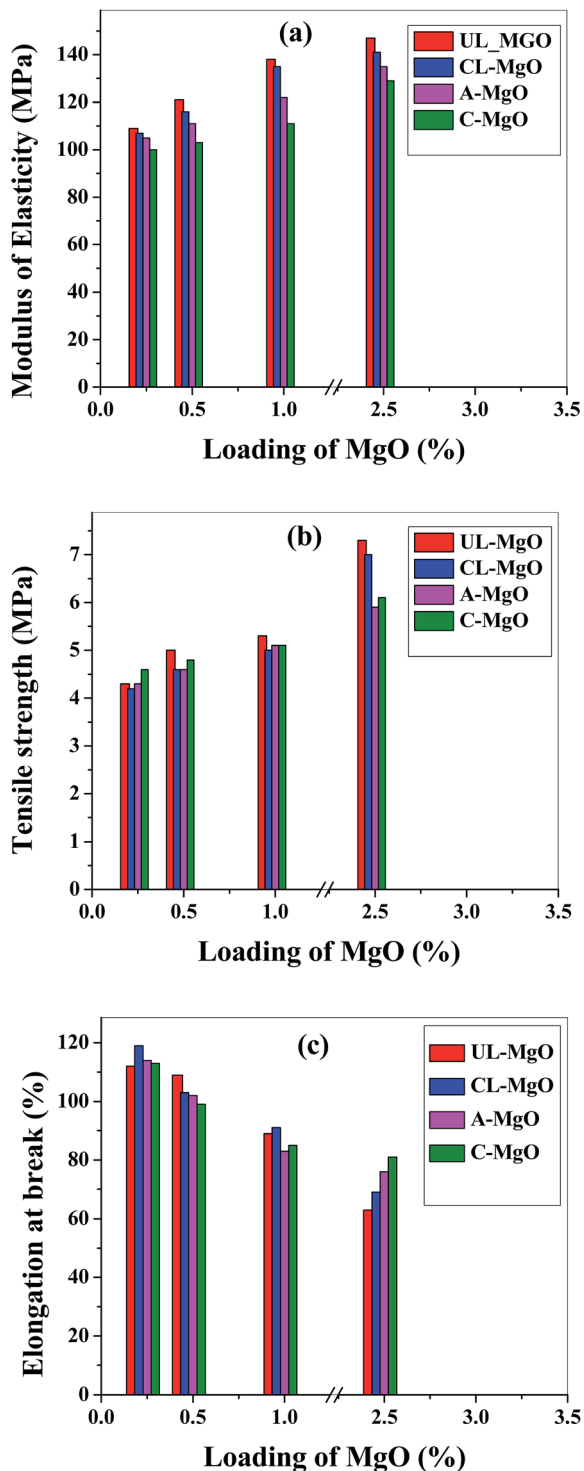 (a)
UL_MGO
CL-MgO
A-MgO
C-MgO
Modulus of Elasticity (MPa)
140
120
100
80
60
40
20
0
0.0 0.5 1.0 2.5 3.0 3.5
Loading of MgO (%)
(b)
UL-MgO
CL-MgO
A-MgO
C-MgO
Tensile strength (MPa)
7
6
5
4
3
2
1
0
0.0 0.5 1.0 2.5 3.0 3.5
Loading of MgO (%)
(c)
UL-MgO
CL-MgO
A-MgO
C-MgO
Elongation at break (%)
120
100
80
60
40
20
0
0.0 0.5 1.0 2.5 3.0 3.5
Loading of MgO (%)